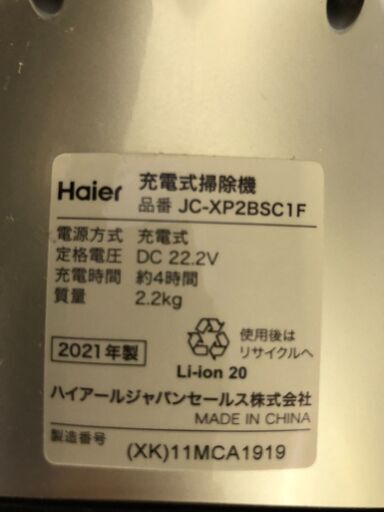 Haier 充電式掃除機
品番 JC-XP2BSC1F
電源方式 充電式
定格電圧 DC 22.2V
充電時間 約4時間
質量 2.2kg
2021年製
使用後は
リサイクルへ
Li-ion 20
ハイアールジャパンセールス株式会社
MADE IN CHINA
製造番号
(XK)11MCA1919